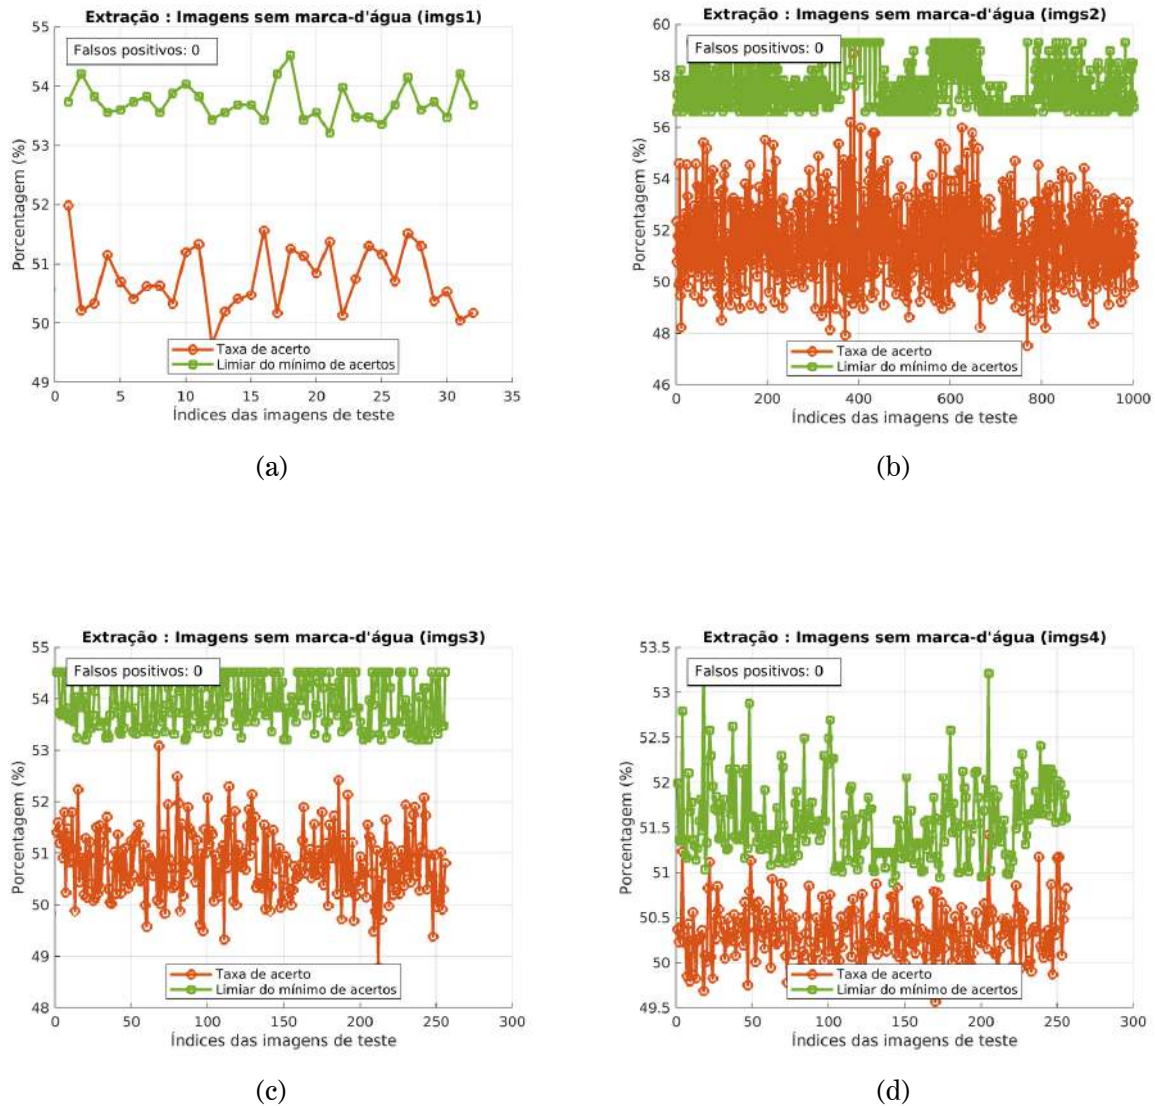 Extração : Imagens sem marca-d'água (imgs1)
Falsos positivos: 0
Porcentagem (%)
55
54
53
52
51
50
49
Taxa de acerto
Limiar do mínimo de acertos
0 5 10 15 20 25 30 35
Índices das imagens de teste
(a)
Extração : Imagens sem marca-d'água (imgs2)
Falsos positivos: 0
Porcentagem (%)
60
58
56
54
52
50
48
46
Taxa de acerto
Limiar do mínimo de acertos
0 200 400 600 800 1000
Índices das imagens de teste
(b)
Extração : Imagens sem marca-d'água (imgs3)
Falsos positivos: 0
Porcentagem (%)
55
54
53
52
51
50
49
48
Taxa de acerto
Limiar do mínimo de acertos
0 50 100 150 200 250 300
Índices das imagens de teste
(c)
Extração : Imagens sem marca-d'água (imgs4)
Falsos positivos: 0
Porcentagem (%)
53.5
53
52.5
52
51.5
51
50.5
50
49.5
Taxa de acerto
Limiar do mínimo de acertos
0 50 100 150 200 250 300
Índices das imagens de teste
(d)